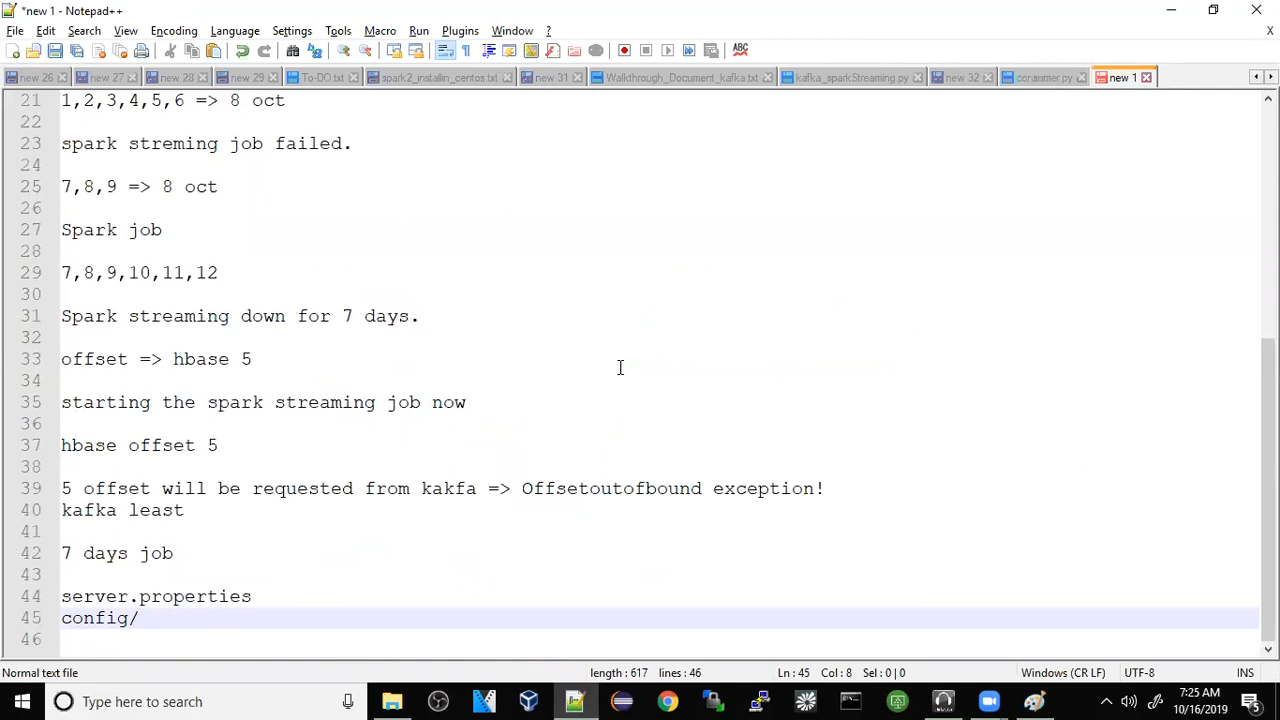 *new 1 - Notepad++
File Edit Search View Encoding Language Settings Tools Macro Run Plugins Window ?
X
ABC
new 26 new 27 new 28 new 29 To-DO.txt spark2_installin_centos.txt new 31 Walkthrough_Document_kafka.txt kafka_sparkStreaming.py new 32 consumer.py new 1
21 1,2,3,4,5,6 => 8 oct
22
23 spark streming job failed.
24
25 7,8,9 => 8 oct
26
27 Spark job
28
29 7,8,9,10,11,12
30
31 Spark streaming down for 7 days.
32
33 offset => hbase 5
34
35 starting the spark streaming job now
36
37 hbase offset 5
38
39 5 offset will be requested from kakfa => Offsetoutofbound exception!
40 kafka least
41
42 7 days job
43
44 server.properties
45 config/
46
Normal text file length : 617 lines : 46 Ln : 45 Col : 8 Sel : 0 | 0 Windows (CR LF) UTF-8 INS
Type here to search
7:25 AM
10/16/2019
5